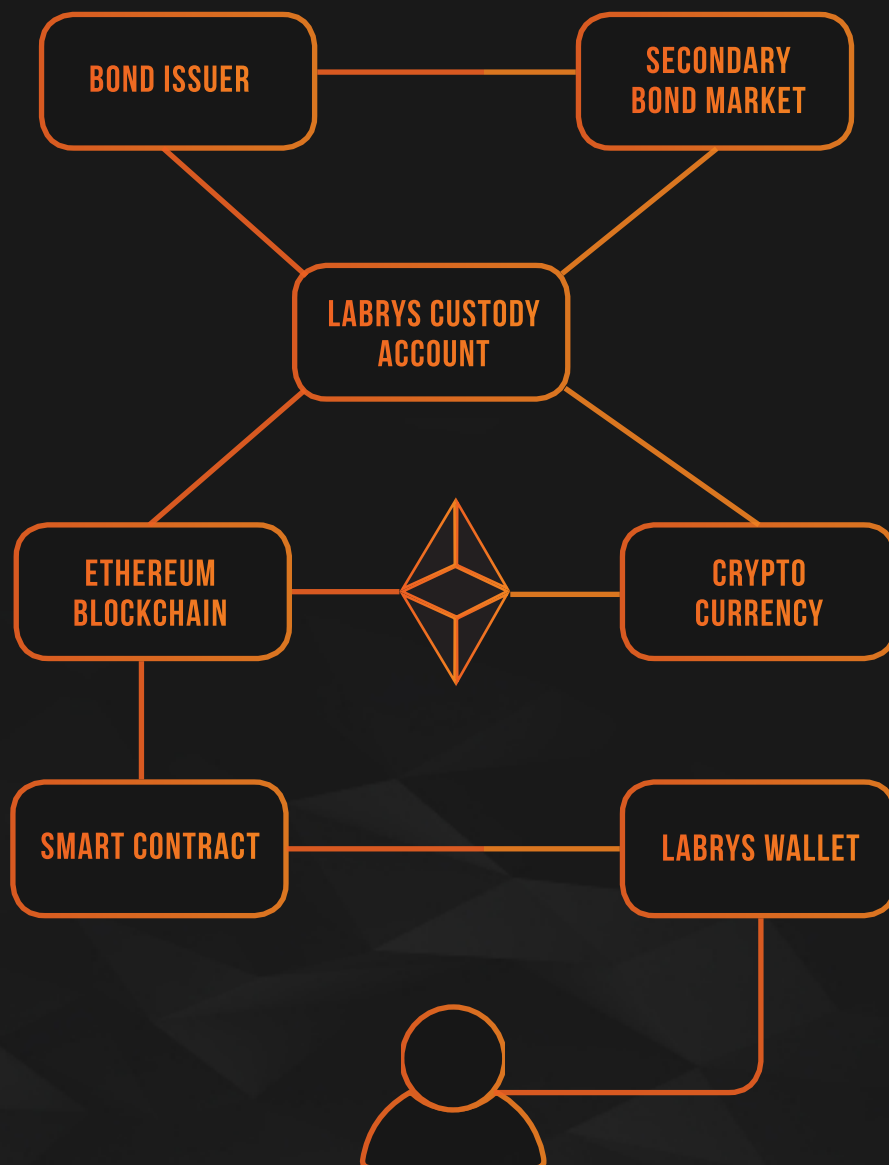 BOND ISSUER
SECONDARY
BOND MARKET
LABRYS CUSTODY
ACCOUNT
ETHEREUM
BLOCKCHAIN
CRYPTO
CURRENCY
SMART CONTRACT
LABRYS WALLET